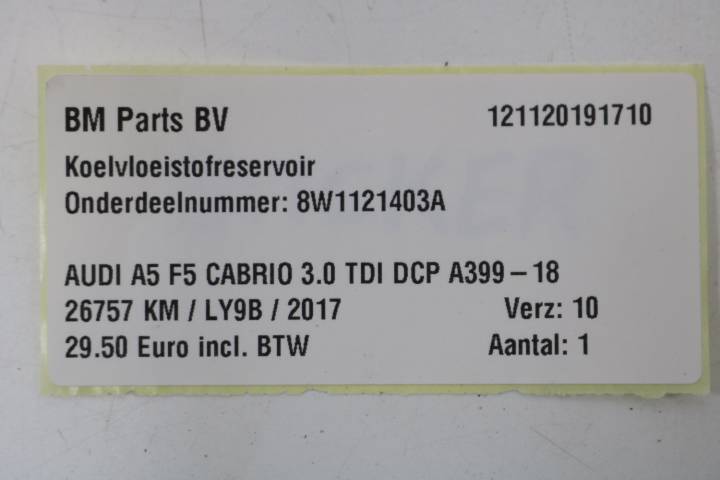 BM Parts BV 121120191710
Koelvloeistofreservoir
Onderdeelnummer: 8W1121403A
AUDI A5 F5 CABRIO 3.0 TDI DCP A399 – 18
26757 KM / LY9B / 2017 Verz: 10
29.50 Euro incl. BTW Aantal: 1